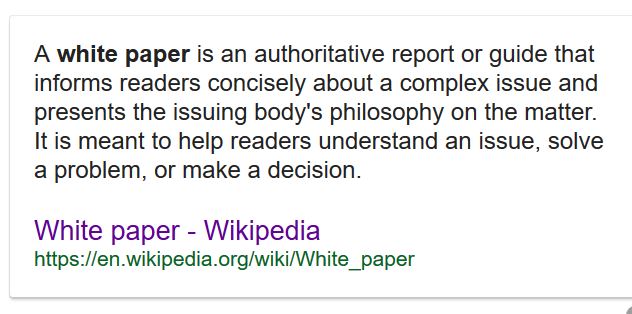 A white paper is an authoritative report or guide that
informs readers concisely about a complex issue and
presents the issuing body's philosophy on the matter.
It is meant to help readers understand an issue, solve
a problem, or make a decision.
White paper - Wikipedia
https://en.wikipedia.org/wiki/White_paper